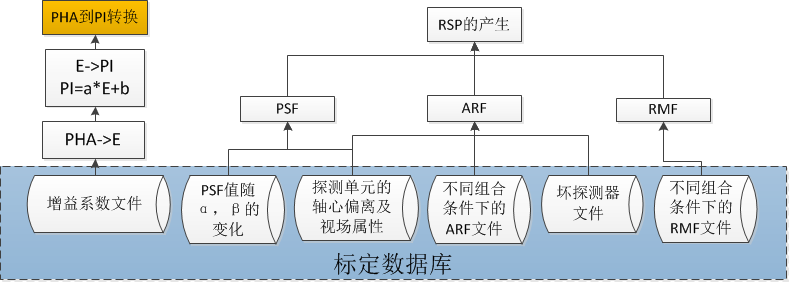 PHA到PI转换
RSP的产生
E->PI
PI=a*E+b
PSF
ARF
RMF
PHA->E
增益系数文件
PSF值随
α，β的
变化
探测单元的
轴心偏离及
视场属性
不同组合
条件下的
ARF文件
坏探测器
文件
不同组合
条件下的
RMF文件
标定数据库